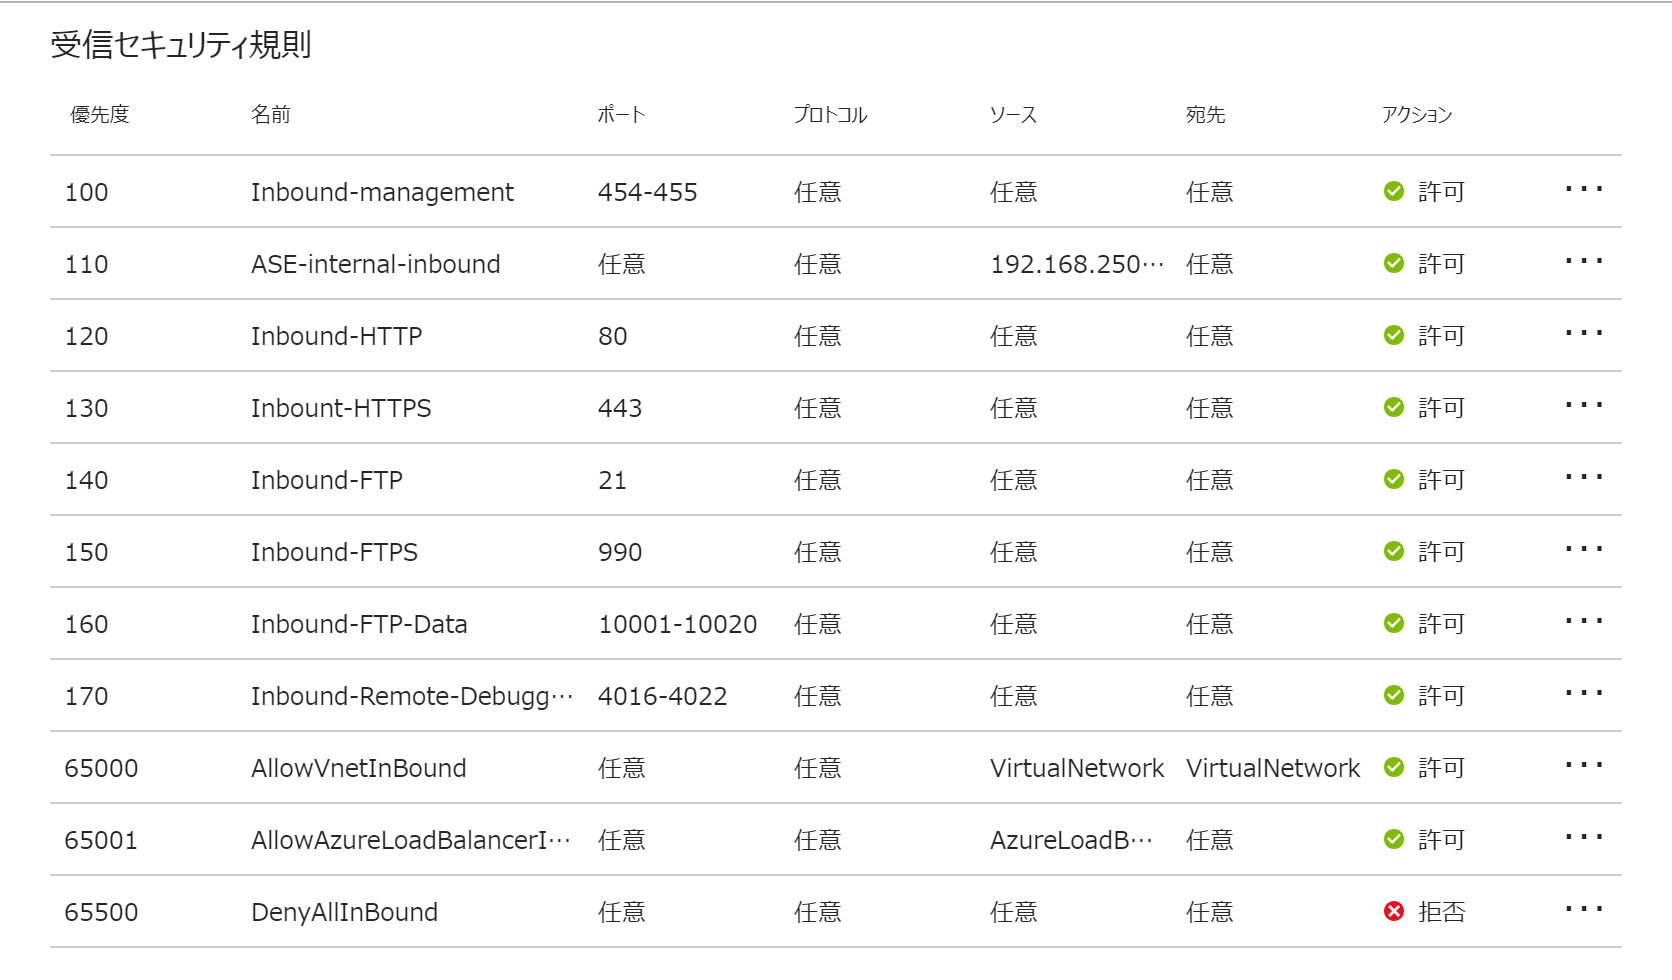 受信セキュリティ規則
優先度 名前 ポート プロトコル ソース 宛先 アクション
100 Inbound-management 454-455 任意 任意 任意 許可 ···
110 ASE-internal-inbound 任意 任意 192.168.250… 任意 許可 ···
120 Inbound-HTTP 80 任意 任意 任意 許可 ···
130 Inbount-HTTPS 443 任意 任意 任意 許可 ···
140 Inbound-FTP 21 任意 任意 任意 許可 ···
150 Inbound-FTPS 990 任意 任意 任意 許可 ···
160 Inbound-FTP-Data 10001-10020 任意 任意 任意 許可 ···
170 Inbound-Remote-Debugg… 4016-4022 任意 任意 任意 許可 ···
65000 AllowVnetInBound 任意 任意 VirtualNetwork VirtualNetwork 許可 ···
65001 AllowAzureLoadBalancerI… 任意 任意 AzureLoadB… 任意 許可 ···
65500 DenyAllInBound 任意 任意 任意 任意 拒否 ···